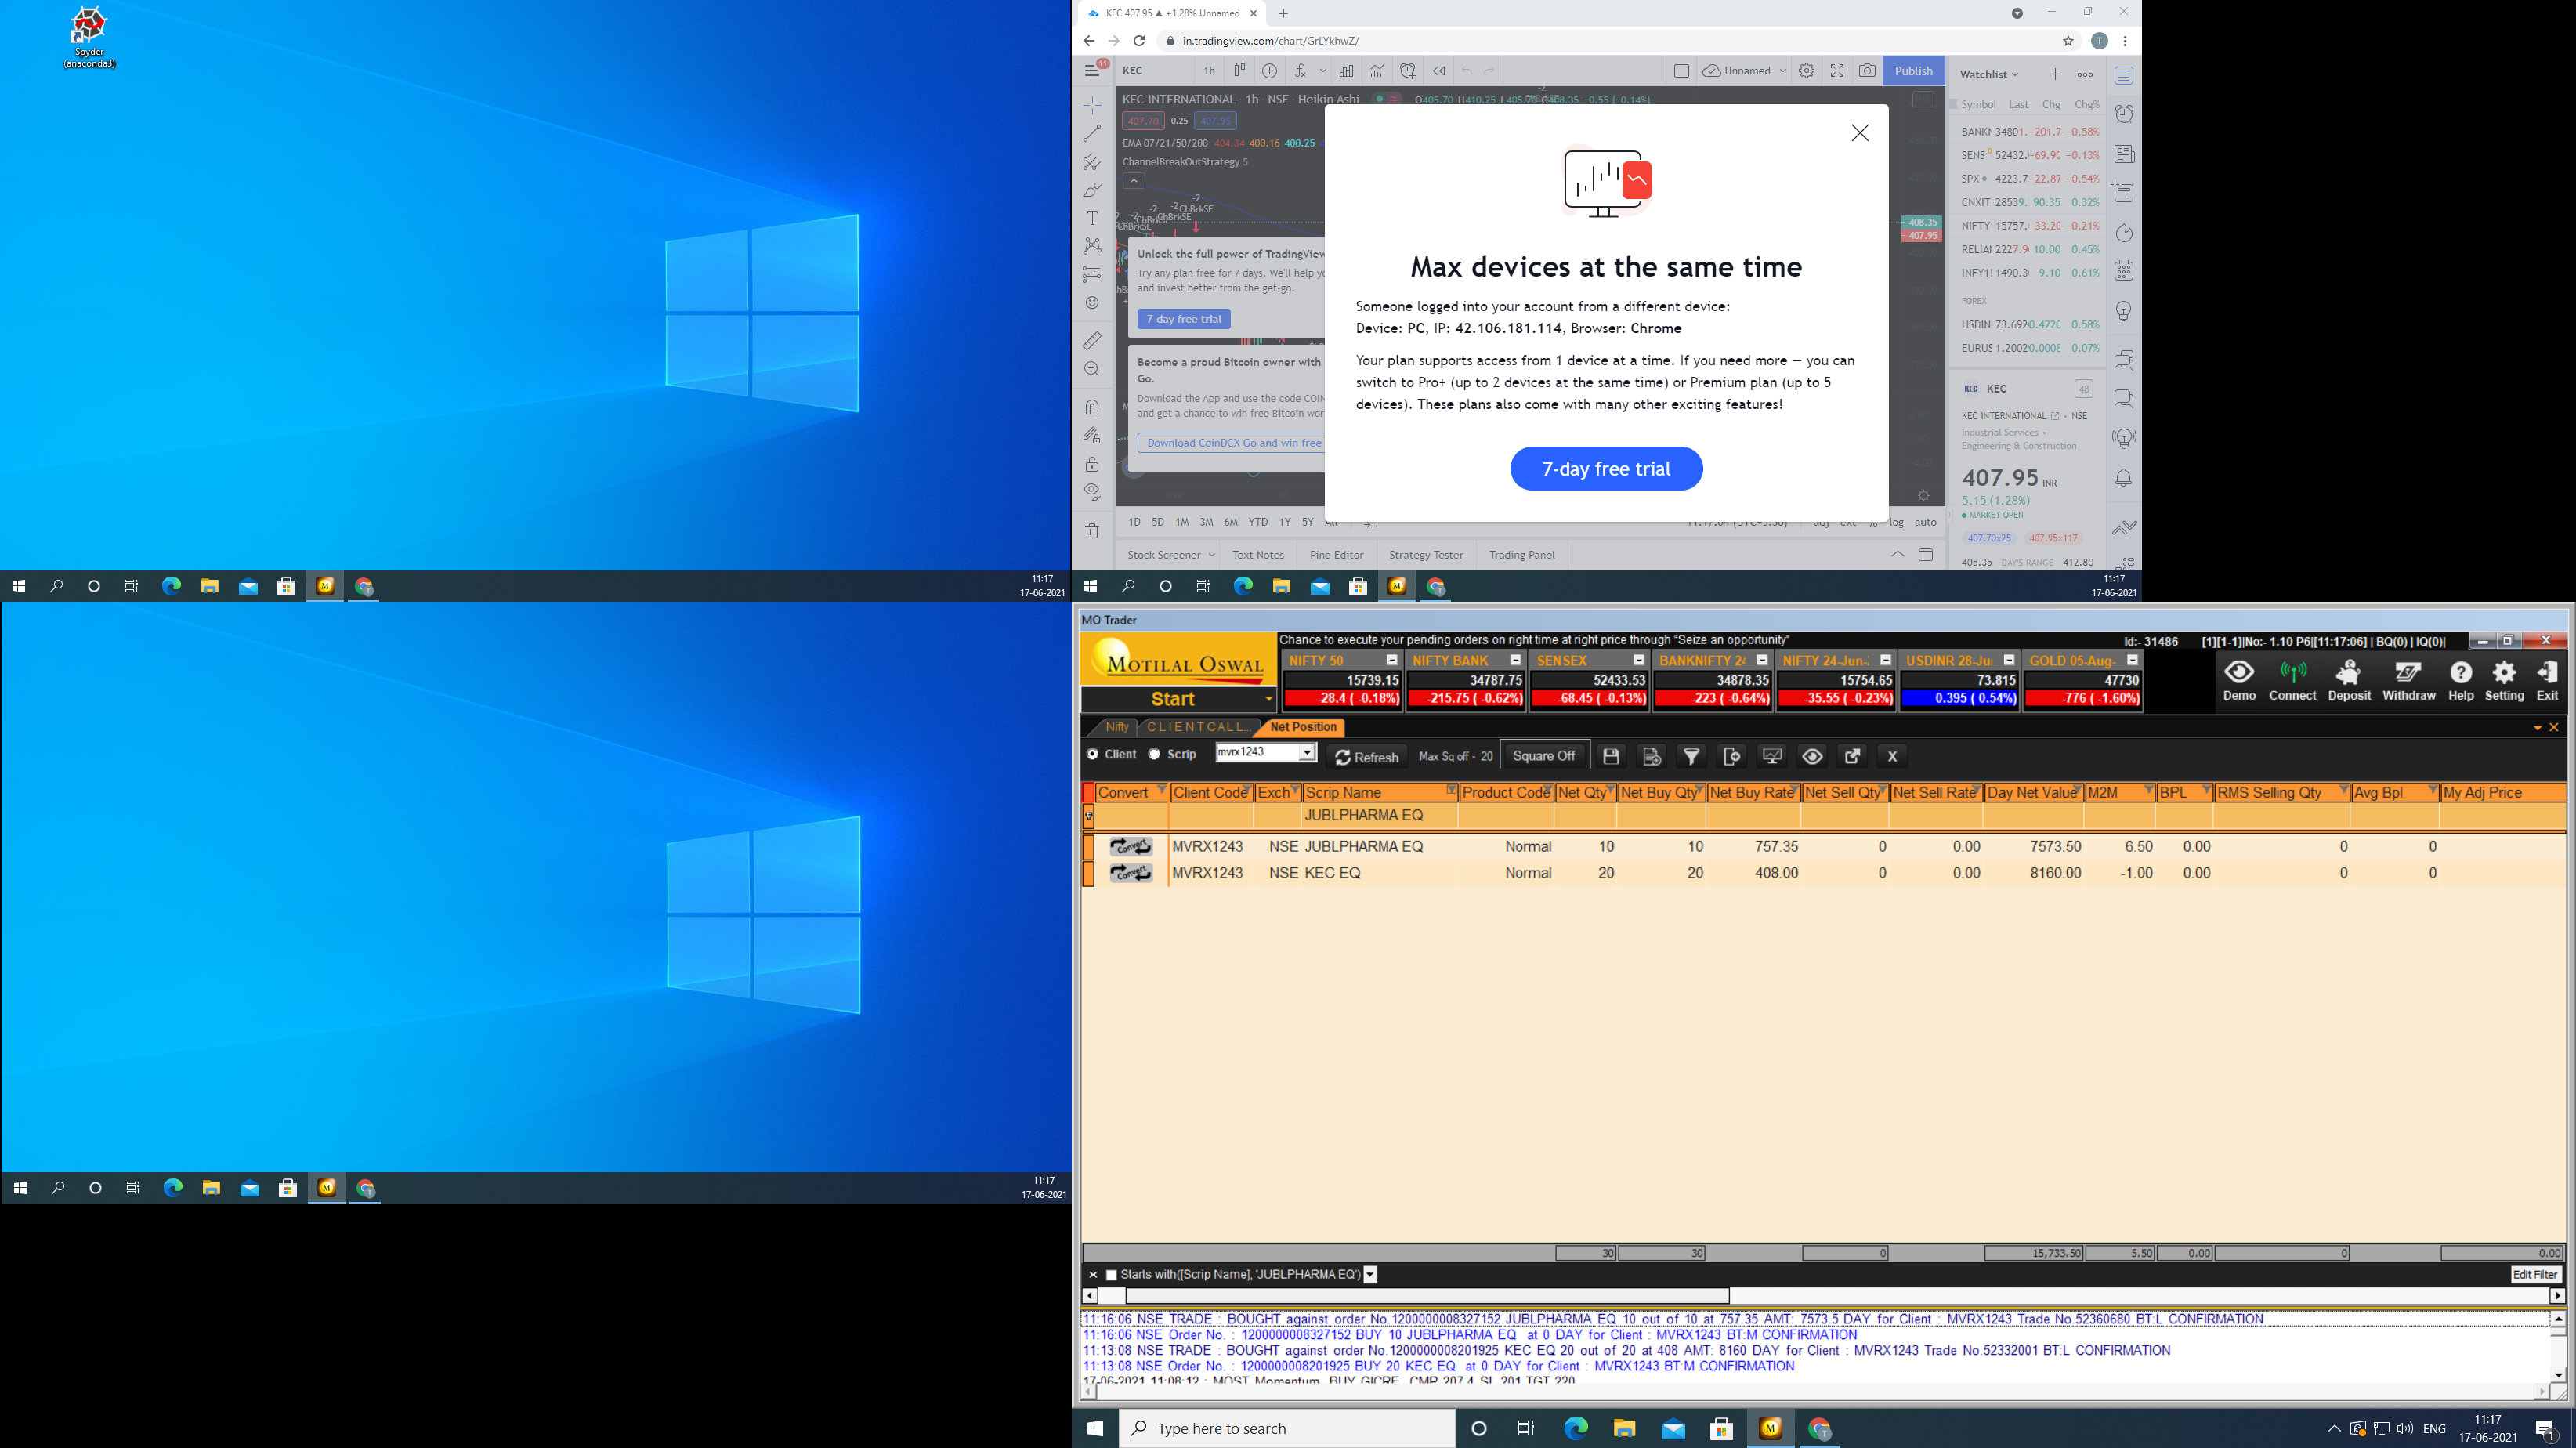 Spyder
(anaconda3)
11:17
17-06-2021
KEC 407.95 ▲ +1.28% Unnamed
in.tradingview.com/chart/GrLYkhwZ/
11
KEC
1h
Unnamed
Publish
KEC INTERNATIONAL · 1h · NSE · Heikin Ashi
407.70 0.25 407.95
EMA 07/21/50/200 404.34 400.16 400.25
ChannelBreakOutStrategy 5
-2
ChBrkSE
408.35
407.95
Unlock the full power of TradingView
Try any plan free for 7 days. We'll help
and invest better from the get-go.
7-day free trial
Become a proud Bitcoin owner with
Go.
Download the App and use the code
and get a chance to win free Bitcoin
Download CoinDCX Go and win free
Max devices at the same time
Someone logged into your account from a different device:
Device: PC, IP: 42.106.181.114, Browser: Chrome
Your plan supports access from 1 device at a time. If you need more — you can
switch to Pro+ (up to 2 devices at the same time) or Premium plan (up to 5
devices). These plans also come with many other exciting features!
7-day free trial
1D 5D 1M 3M 6M YTD 1Y 5Y
log auto
Stock Screener Text Notes Pine Editor Strategy Tester Trading Panel
Watchlist
Symbol Last Chg Chg%
BANKN 34801. -201.7 -0.58%
SENS 52432. -69.90 -0.13%
SPX 4223.7 -22.87 -0.54%
CNXIT 28539. 90.35 0.32%
NIFTY 15757. -33.20 -0.21%
RELIAN 2227.9 10.00 0.45%
INFY1! 1490.3 9.10 0.61%
FOREX
USDIN 73.692 0.422 0.58%
EURUS 1.2002 0.0008 0.07%
KEC KEC 48
KEC INTERNATIONAL • NSE
Industrial Services •
Engineering & Construction
407.95 INR
5.15 (1.28%)
MARKET OPEN
407.70×25 407.95×117
405.35 DAY'S RANGE 412.80
11:17
17-06-2021
11:17
17-06-2021
MO Trader
MOTILAL OSWAL
Start
Chance to execute your pending orders on right time at right price through “Seize an opportunity”
Id:- 31486 [1][1-1]|No:- 1.10 P6|[11:17:06] | BQ(0) | IQ(0)|
NIFTY 50 NIFTY BANK SENSEX BANKNIFTY 24 NIFTY 24-Jun- USDINR 28-Ju GOLD 05-Aug-
15739.15 34787.75 52433.53 34878.35 15754.65 73.815 47730
-28.4 ( -0.18%) -215.75 ( -0.62%) -68.45 ( -0.13%) -223 ( -0.64%) -35.55 ( -0.23%) 0.395 ( 0.54%) -776 ( -1.60%)
Demo Connect Deposit Withdraw Help Setting Exit
Nifty C L I E N T C A L L... Net Position
Client Scrip mvrx1243 Refresh Max Sq off - 20 Square Off X
Convert Client Code Exch Scrip Name Product Code Net Qty Net Buy Qty Net Buy Rate Net Sell Qty Net Sell Rate Day Net Value M2M BPL RMS Selling Qty Avg Bpl My Adj Price
JUBLPHARMA EQ
Convert MVRX1243 NSE JUBLPHARMA EQ Normal 10 10 757.35 0 0.00 7573.50 6.50 0.00 0 0
Convert MVRX1243 NSE KEC EQ Normal 20 20 408.00 0 0.00 8160.00 -1.00 0.00 0 0
30 30 0 15,733.50 5.50 0.00 0 0.00
Starts with([Scrip Name], 'JUBLPHARMA EQ')
Edit Filter
11:16:06 NSE TRADE : BOUGHT against order No.1200000008327152 JUBLPHARMA EQ 10 out of 10 at 757.35 AMT: 7573.5 DAY for Client : MVRX1243 Trade No.52360680 BT:L CONFIRMATION
11:16:06 NSE Order No. : 1200000008327152 BUY 10 JUBLPHARMA EQ at 0 DAY for Client : MVRX1243 BT:M CONFIRMATION
11:13:08 NSE TRADE : BOUGHT against order No.1200000008201925 KEC EQ 20 out of 20 at 408 AMT: 8160 DAY for Client : MVRX1243 Trade No.52332001 BT:L CONFIRMATION
11:13:08 NSE Order No. : 1200000008201925 BUY 20 KEC EQ at 0 DAY for Client : MVRX1243 BT:M CONFIRMATION
17-06-2021 11:08:12 : MOST Momentum BUY GICRE CMP 207.4 SL 201 TGT 220
Type here to search
ENG
11:17
17-06-2021
1